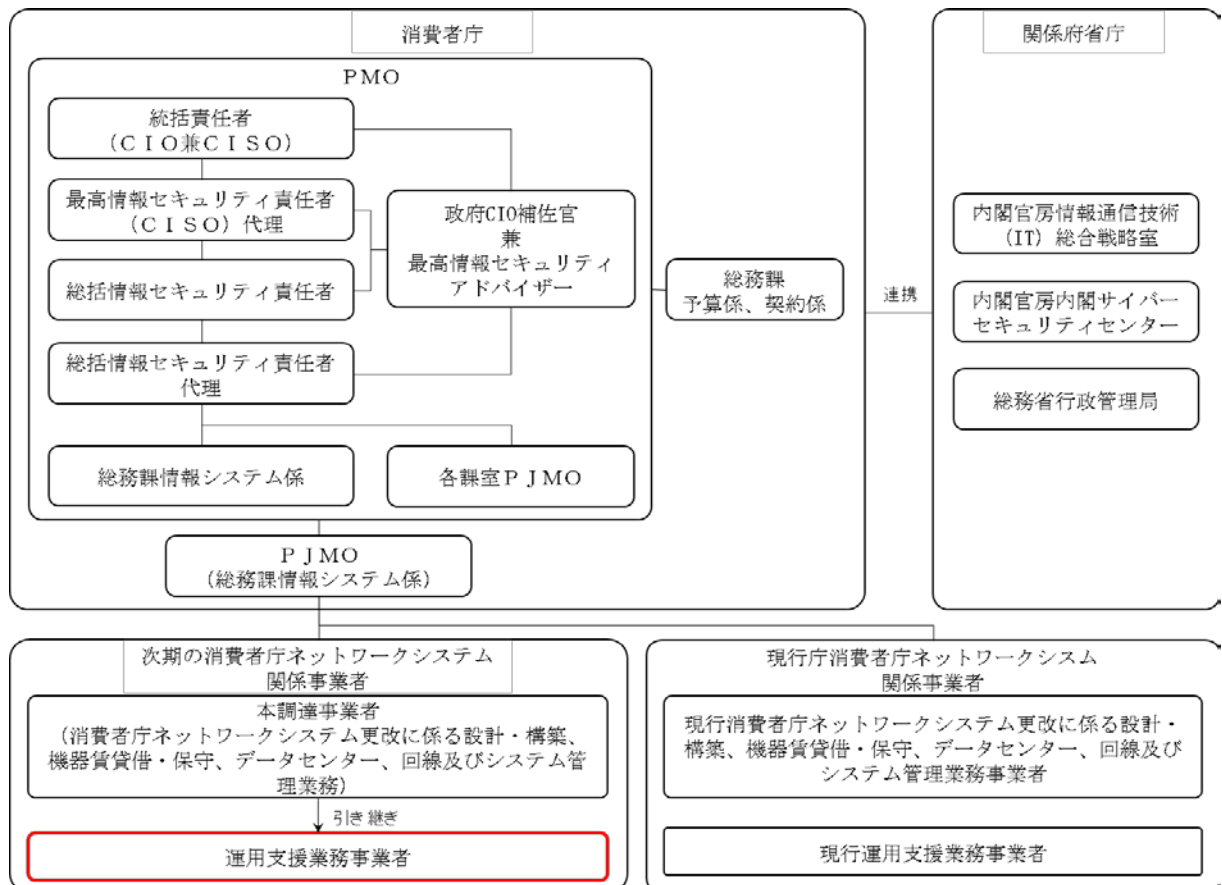 消費者庁
PMO
統括責任者
(ＣＩＯ兼ＣＩＳＯ)
最高情報セキュリティ責任者
(ＣＩＳＯ) 代理
総括情報セキュリティ責任者
総括情報セキュリティ責任者
代理
政府CIO補佐官
兼
最高情報セキュリティ
アドバイザー
総務課情報システム係
各課室ＰＪＭＯ
総務課
予算係、契約係
ＰＪＭＯ
(総務課情報システム係)
連携
関係府省庁
内閣官房情報通信技術
(IT) 総合戦略室
内閣官房内閣サイバー
セキュリティセンター
総務省行政管理局
次期の消費者庁ネットワークシステム
関係事業者
本調達事業者
(消費者庁ネットワークシステム更改に係る設計・構築、
機器賃貸借・保守、データセンター、回線及びシステム管
理業務)
引き継ぎ
運用支援業務事業者
現行庁消費者庁ネットワークシスム
関係事業者
現行消費者庁ネットワークシステム更改に係る設計・
構築、機器賃貸借・保守、データセンター、回線及び
システム管理業務事業者
現行運用支援業務事業者